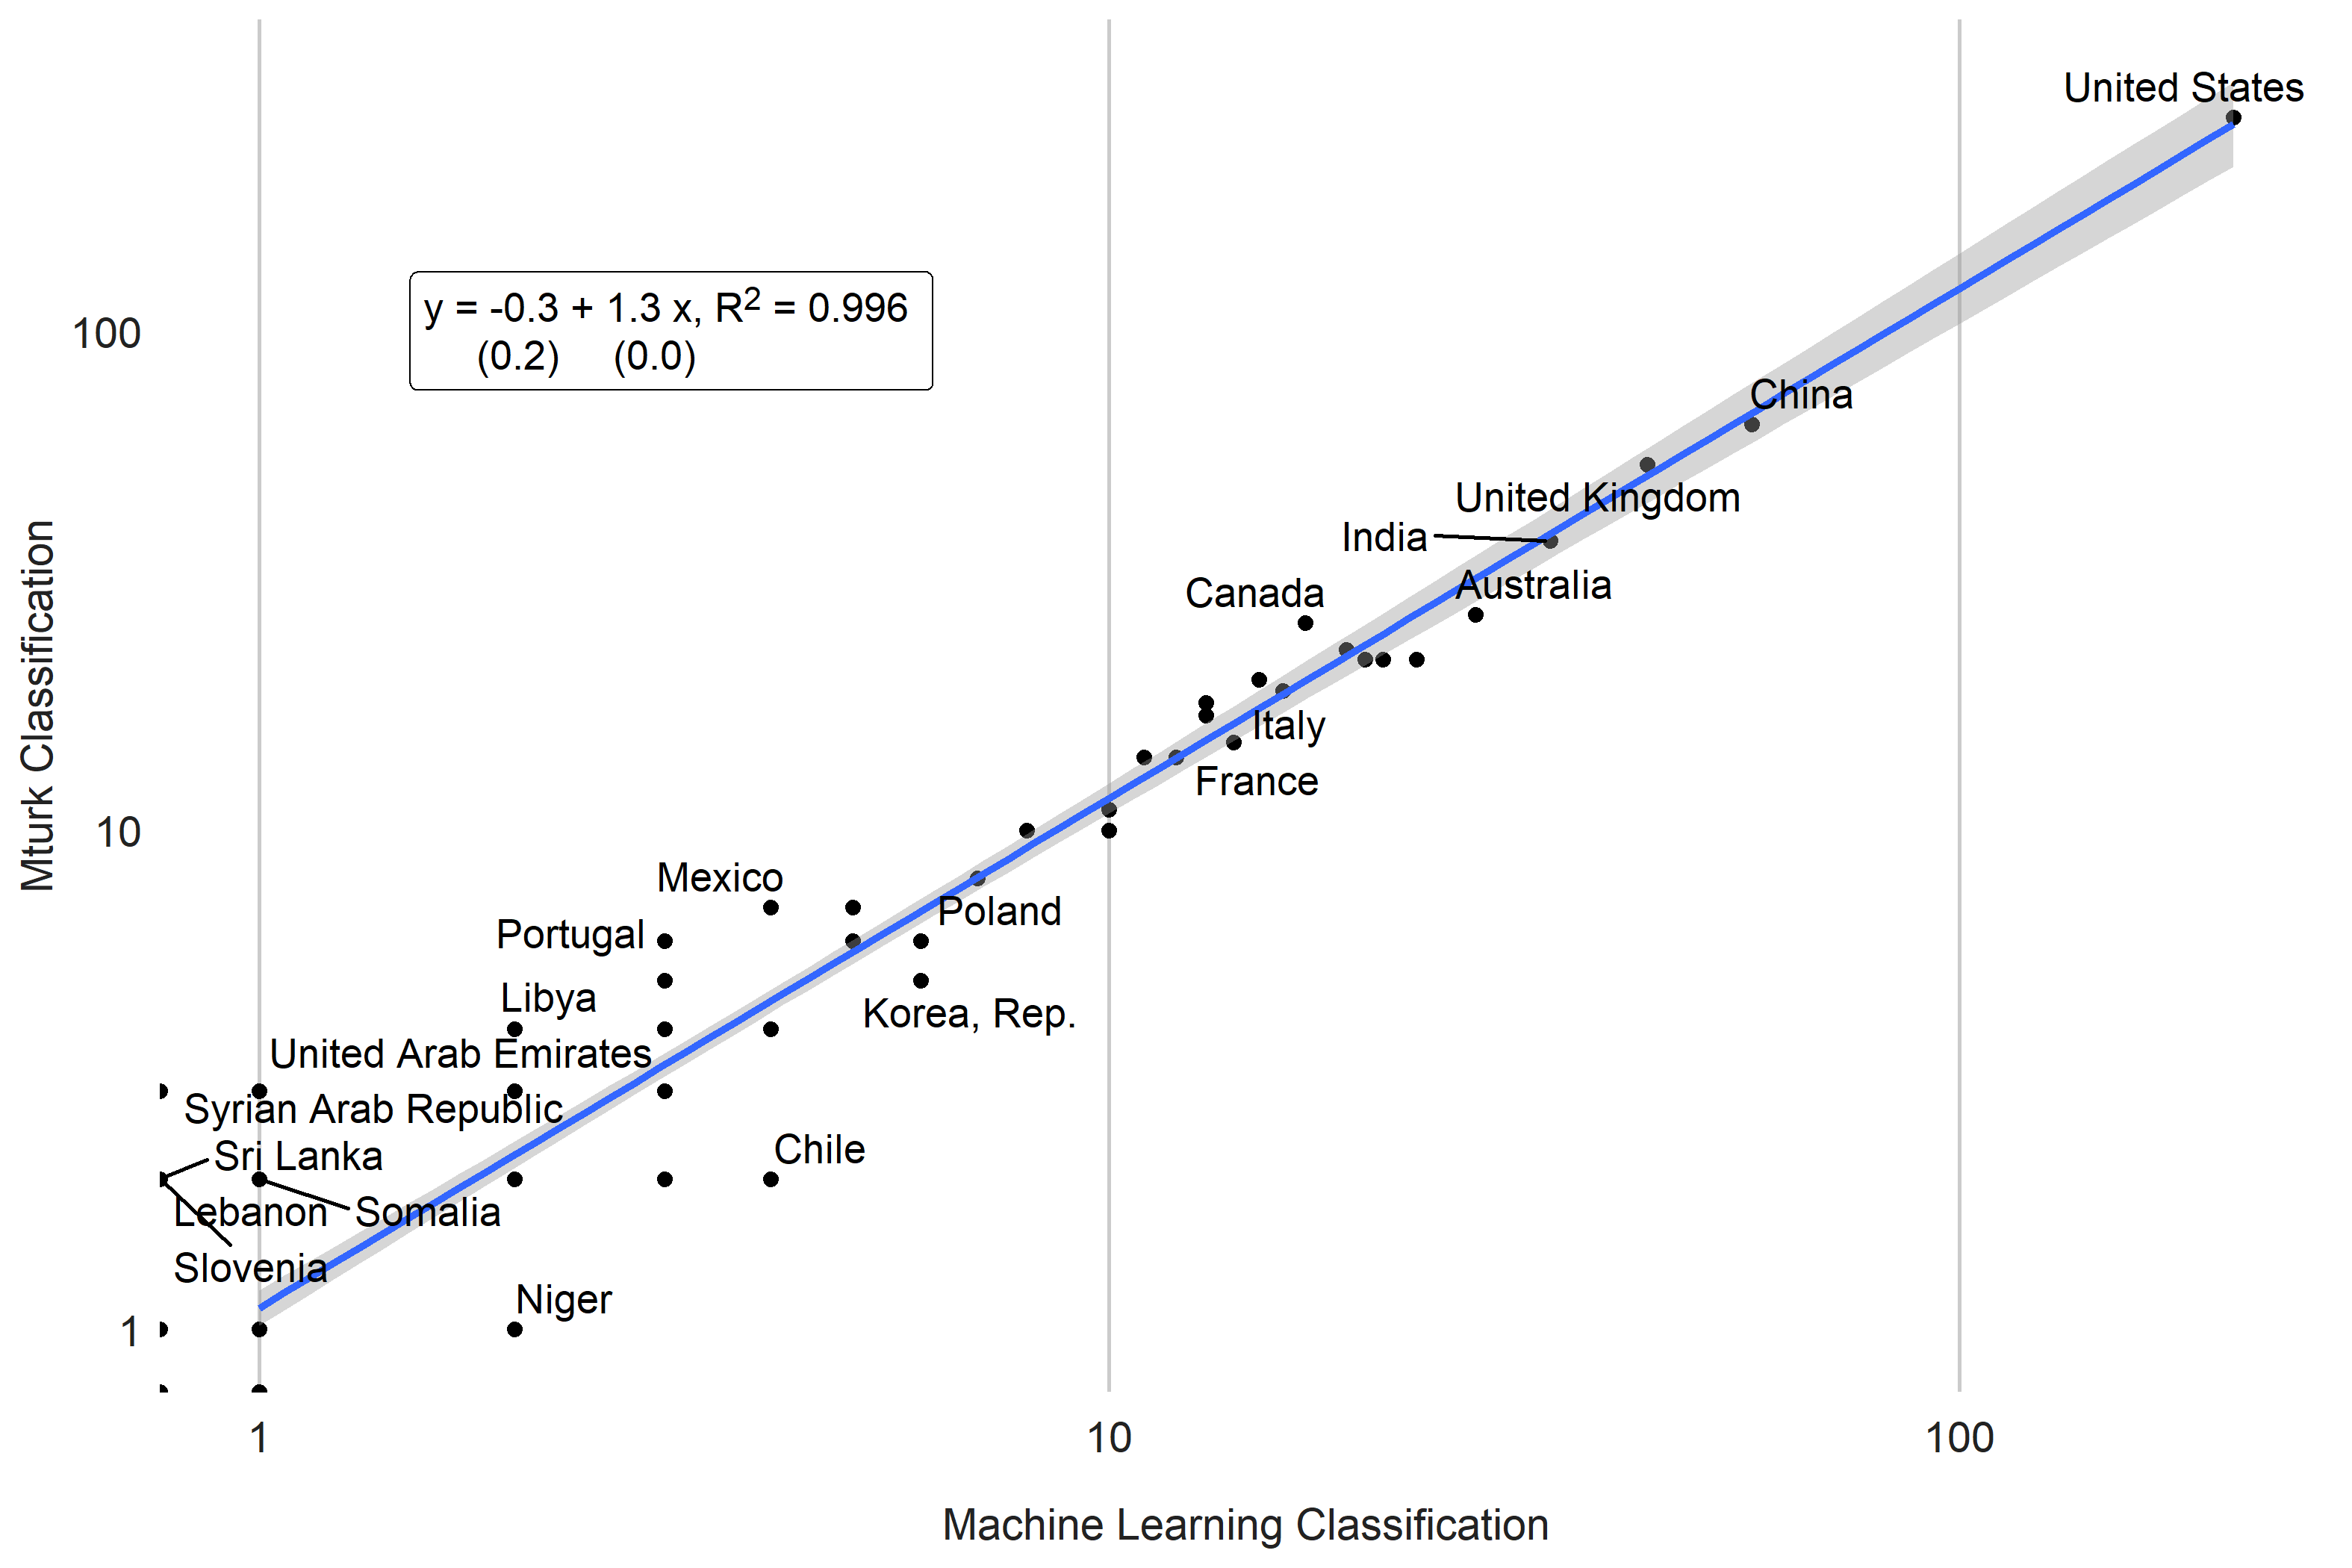 United States
y = -0.3 + 1.3 x, R² = 0.996
(0.2) (0.0)
100
China
United Kingdom
India
Australia
Canada
Italy
France
10
Mexico
Poland
Portugal
Libya
Korea, Rep.
United Arab Emirates
Syrian Arab Republic
Sri Lanka
Chile
Lebanon
Somalia
Slovenia
Niger
1
Mturk Classification
1 10 100
Machine Learning Classification